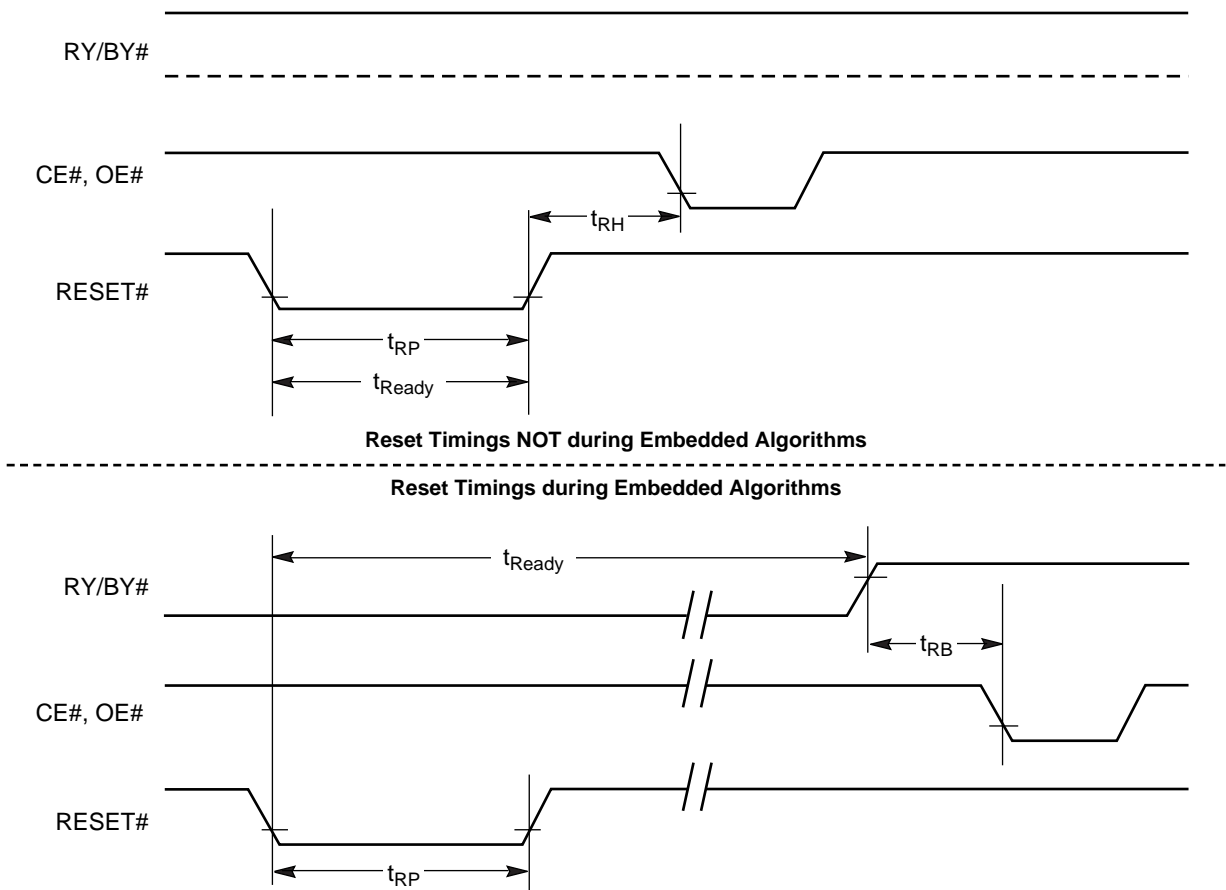 RY/BY#
CE#, OE#
tRH
RESET#
tRP
tReady
Reset Timings NOT during Embedded Algorithms
Reset Timings during Embedded Algorithms
tReady
RY/BY#
tRB
CE#, OE#
RESET#
tRP